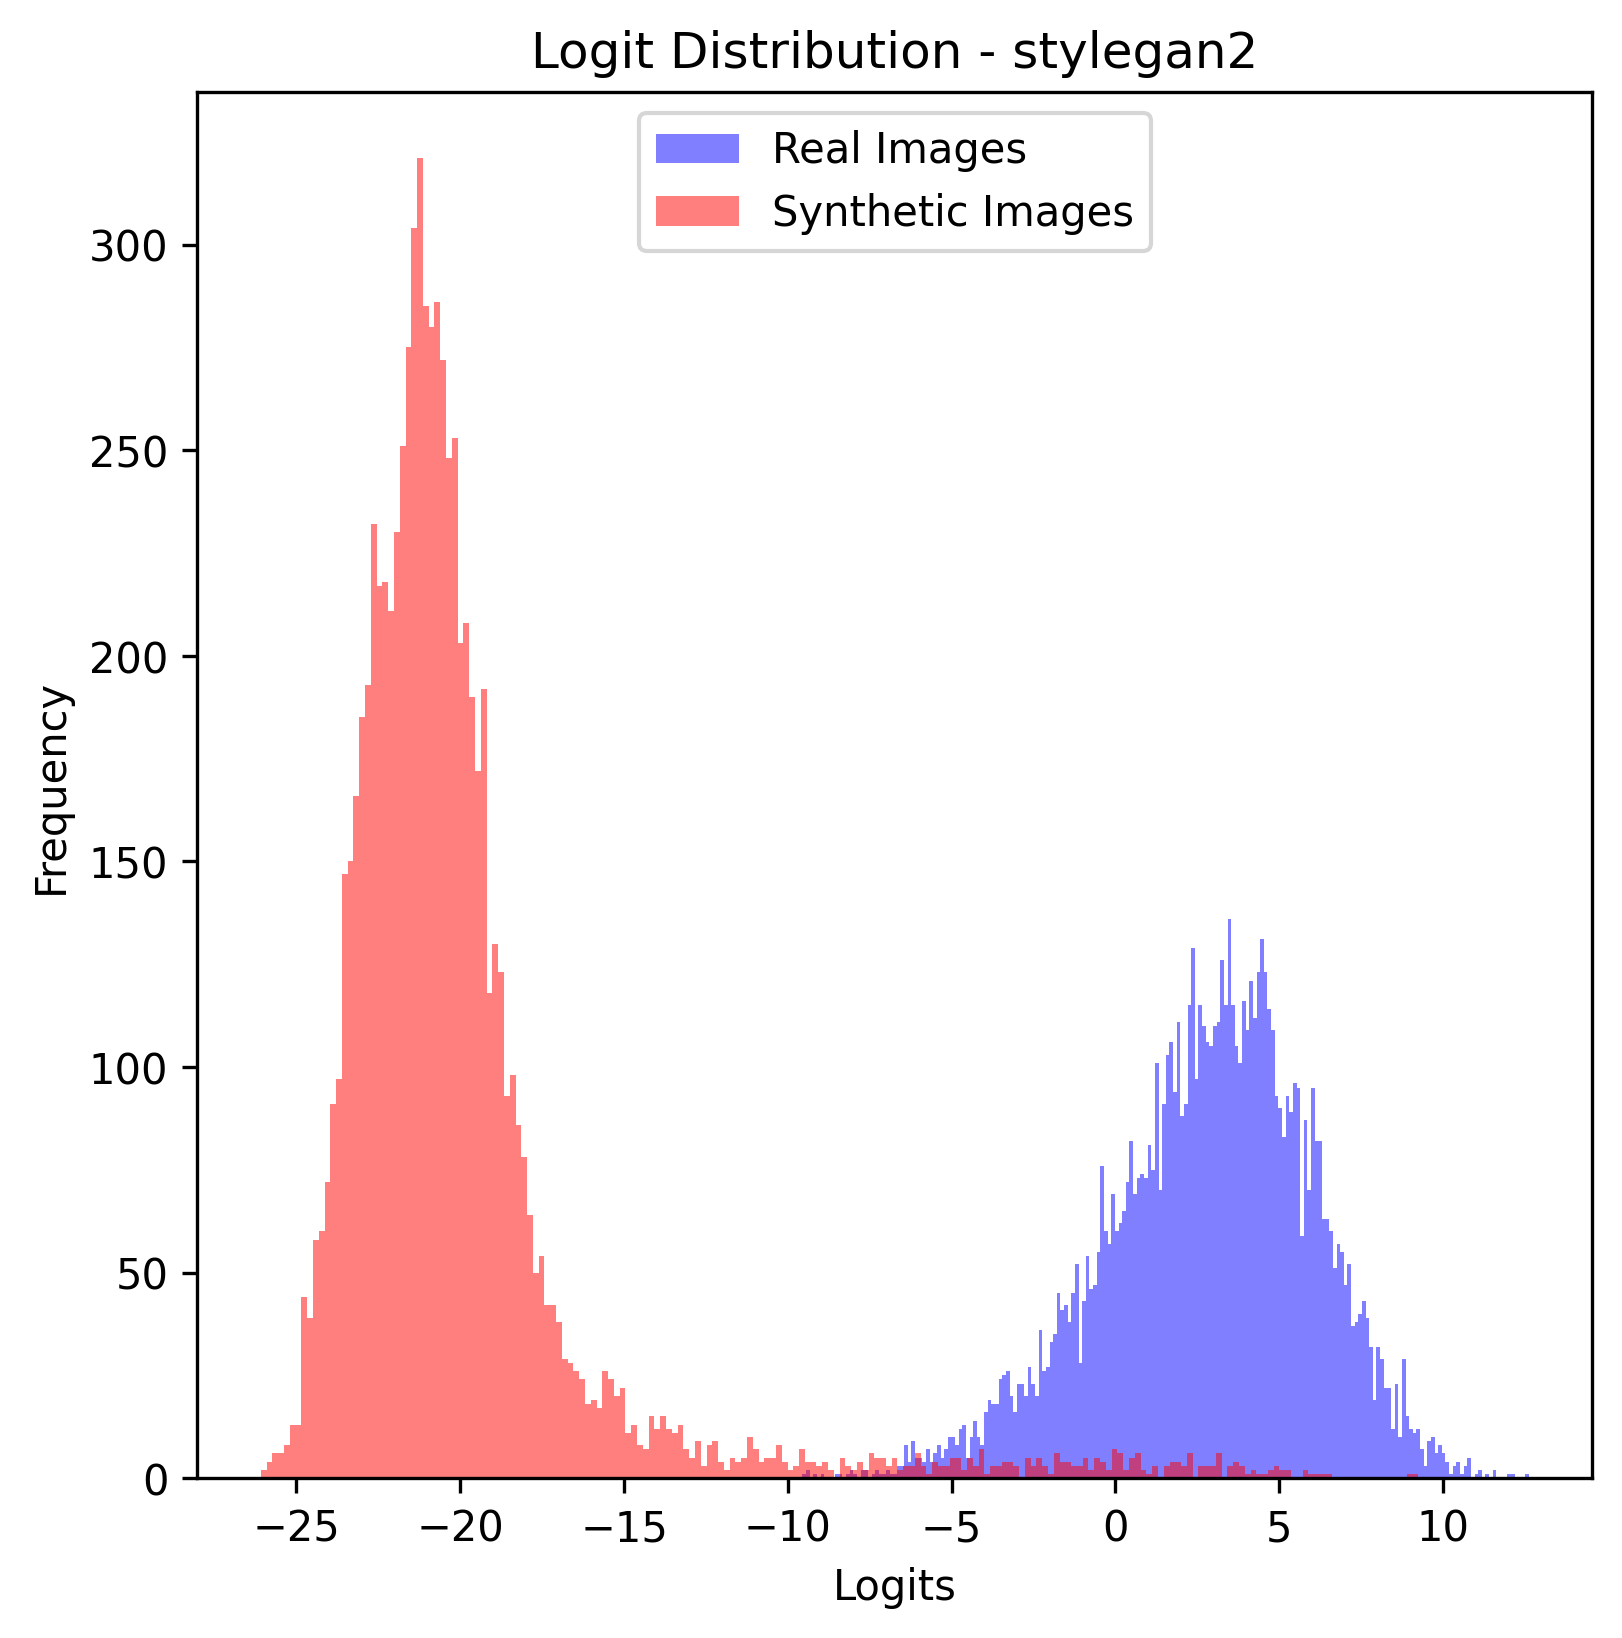 Logit Distribution - stylegan2
Real Images
Synthetic Images
Frequency
300
250
200
150
100
50
0
−25 −20 −15 −10 −5 0 5 10
Logits